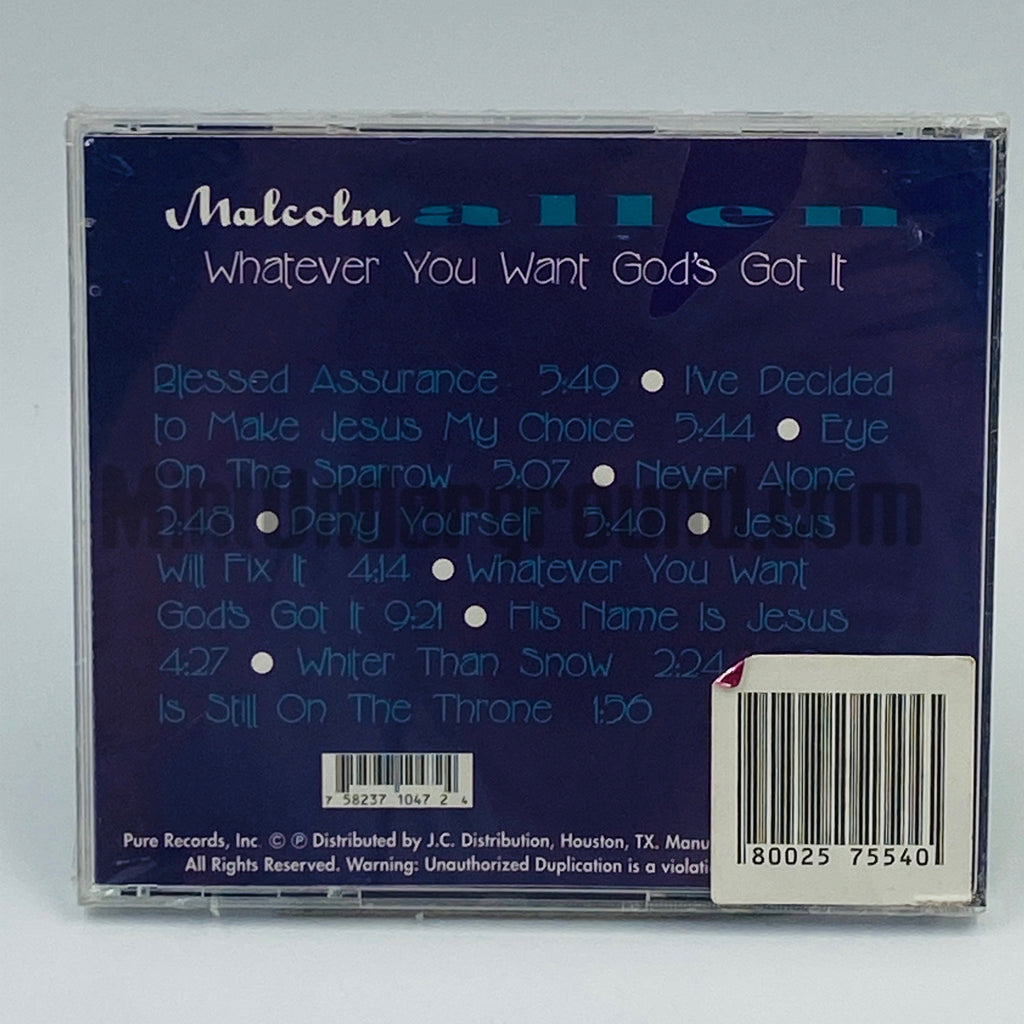 Malcolm allen
Whatever You Want God's Got It
Blessed Assurance 5:49 • I've Decided
to Make Jesus My Choice 5:44 • Eye
On The Sparrow 5:07 • Never Alone
MintUnderground.com
2:48 • Deny Yourself 5:40 • Jesus
Will Fix It 4:14 • Whatever You Want
God's Got It 9:21 • His Name Is Jesus
4:27 • Whiter Than Snow 2:24
Is Still On The Throne 1:56
7 58237 1047 2 4
80025 75540
Pure Records, Inc. © ℗ Distributed by J.C. Distribution, Houston, TX.
All Rights Reserved. Warning: Unauthorized Duplication is a